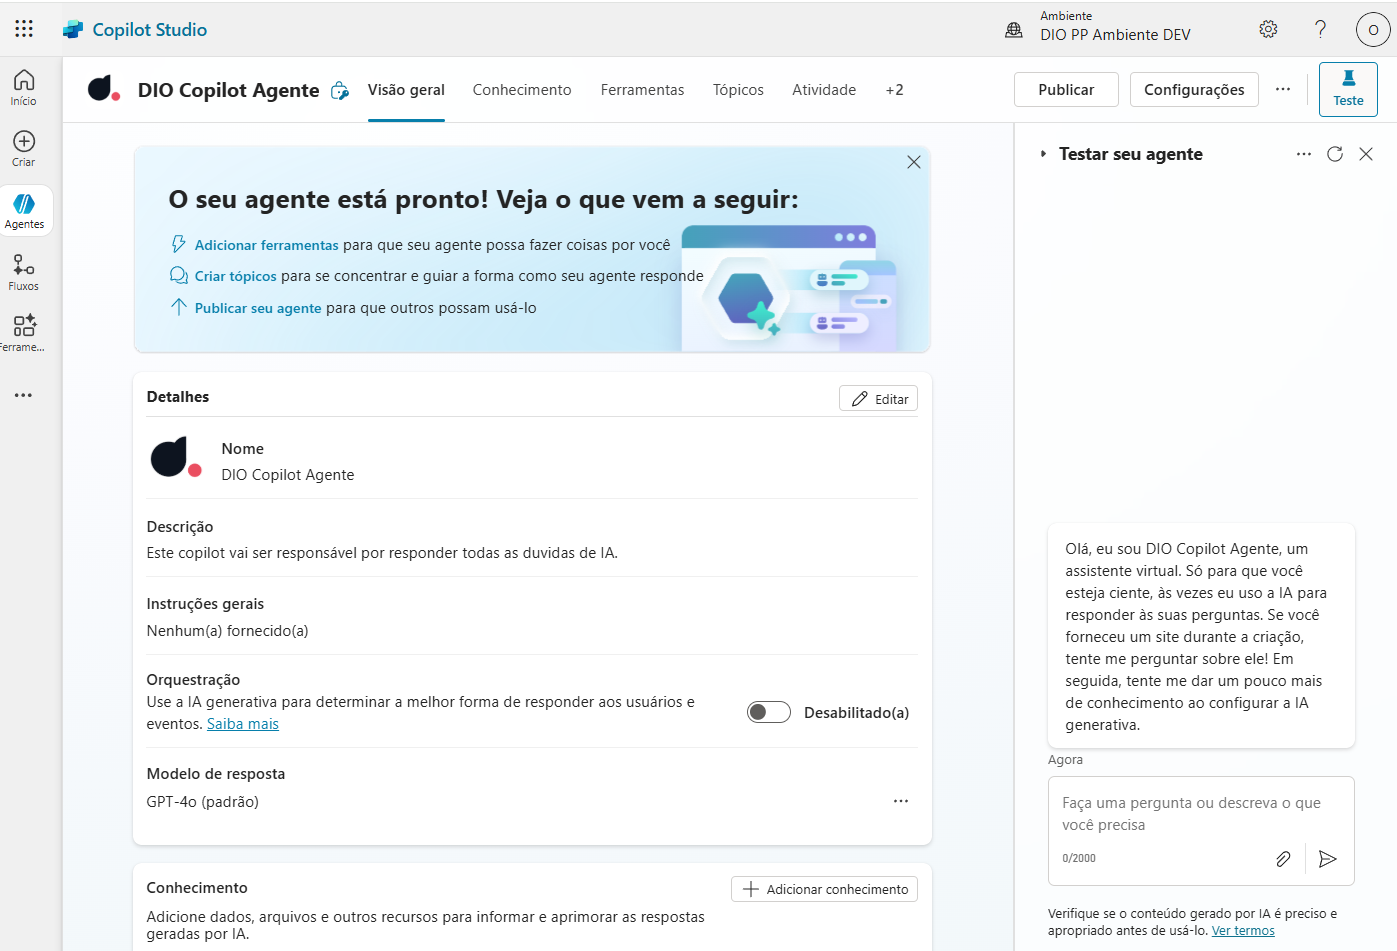 Copilot Studio
Ambiente
DIO PP Ambiente DEV
?
O
Início
Criar
Agentes
Fluxos
Ferrame...
DIO Copilot Agente
Visão geral
Conhecimento
Ferramentas
Tópicos
Atividade
+2
Publicar
Configurações
...
Teste
O seu agente está pronto! Veja o que vem a seguir:
Adicionar ferramentas para que seu agente possa fazer coisas por você
Criar tópicos para se concentrar e guiar a forma como seu agente responde
Publicar seu agente para que outros possam usá-lo
Detalhes
Editar
Nome
DIO Copilot Agente
Descrição
Este copilot vai ser responsável por responder todas as duvidas de IA.
Instruções gerais
Nenhum(a) fornecido(a)
Orquestração
Use a IA generativa para determinar a melhor forma de responder aos usuários e
eventos. Saiba mais
Desabilitado(a)
Modelo de resposta
GPT-4o (padrão)
Conhecimento
Adicionar conhecimento
Adicione dados, arquivos e outros recursos para informar e aprimorar as respostas
geradas por IA.
Testar seu agente
Olá, eu sou DIO Copilot Agente, um
assistente virtual. Só para que você
esteja ciente, às vezes eu uso a IA para
responder às suas perguntas. Se você
forneceu um site durante a criação,
tente me perguntar sobre ele! Em
seguida, tente me dar um pouco mais
de conhecimento ao configurar a IA
generativa.
Agora
Faça uma pergunta ou descreva o que
você precisa
0/2000
Verifique se o conteúdo gerado por IA é preciso e
apropriado antes de usá-lo. Ver termos